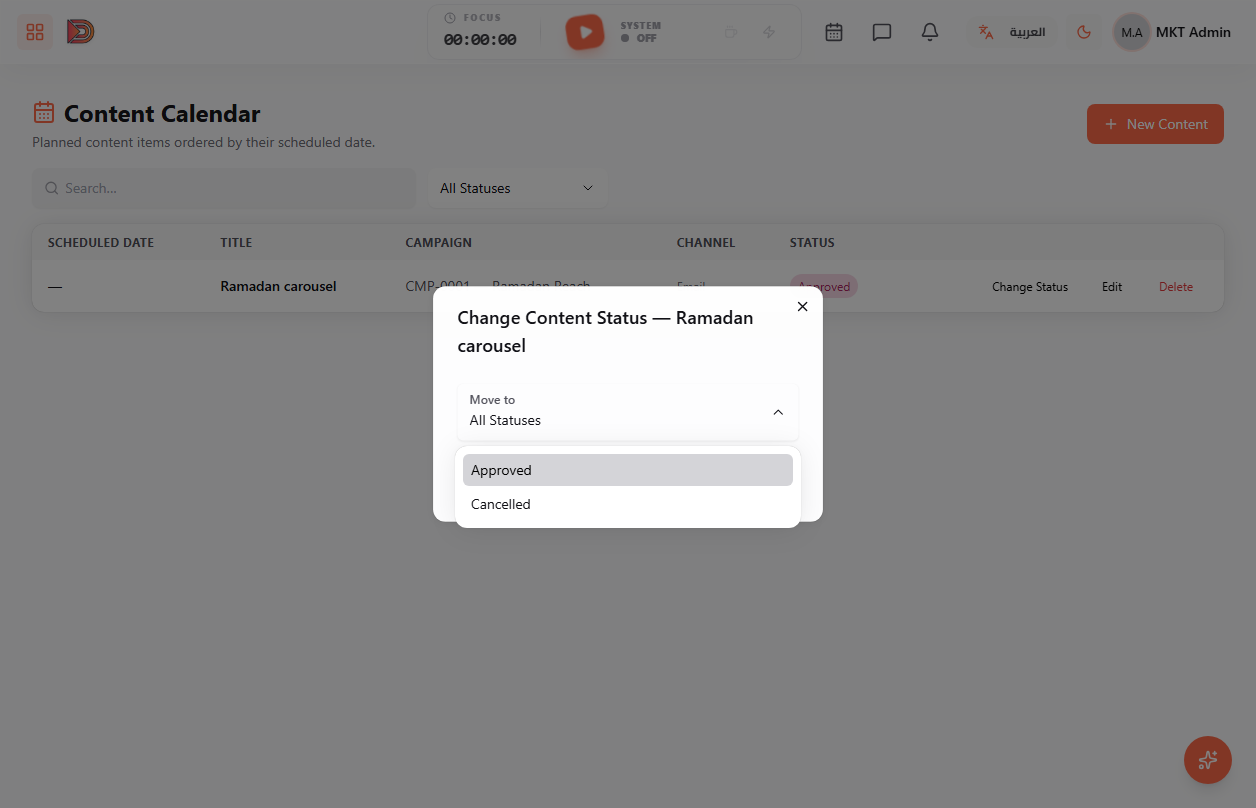 FOCUS
00:00:00
SYSTEM
OFF
العربية
M.A
MKT Admin
Content Calendar
Planned content items ordered by their scheduled date.
New Content
Search...
All Statuses
SCHEDULED DATE
TITLE
CAMPAIGN
CHANNEL
STATUS
—
Ramadan carousel
CMP-0001 — Ramadan Reach
Email
Approved
Change Status
Edit
Delete
Change Content Status — Ramadan
carousel
Move to
All Statuses
Approved
Cancelled